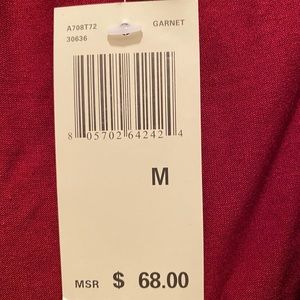 A708T72 GARNET
30636
8 05702 64242 4
M
MSR $ 68.00